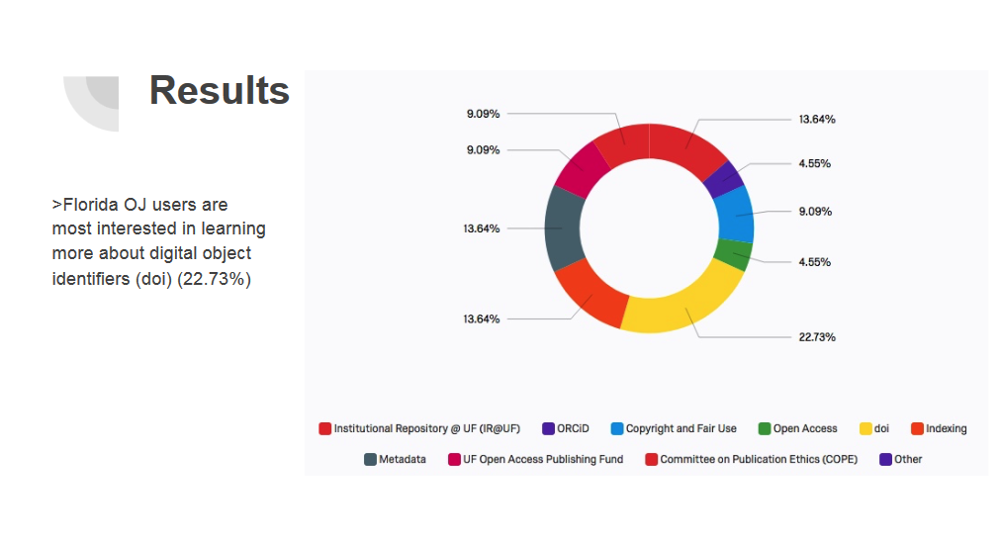 Results
>Florida OJ users are
most interested in learning
more about digital object
identifiers (doi) (22.73%)
9.09%
13.64%
9.09%
4.55%
9.09%
13.64%
4.55%
13.64%
22.73%
Institutional Repository @ UF (IR@UF) ORCiD Copyright and Fair Use Open Access doi Indexing
Metadata UF Open Access Publishing Fund Committee on Publication Ethics (COPE) Other